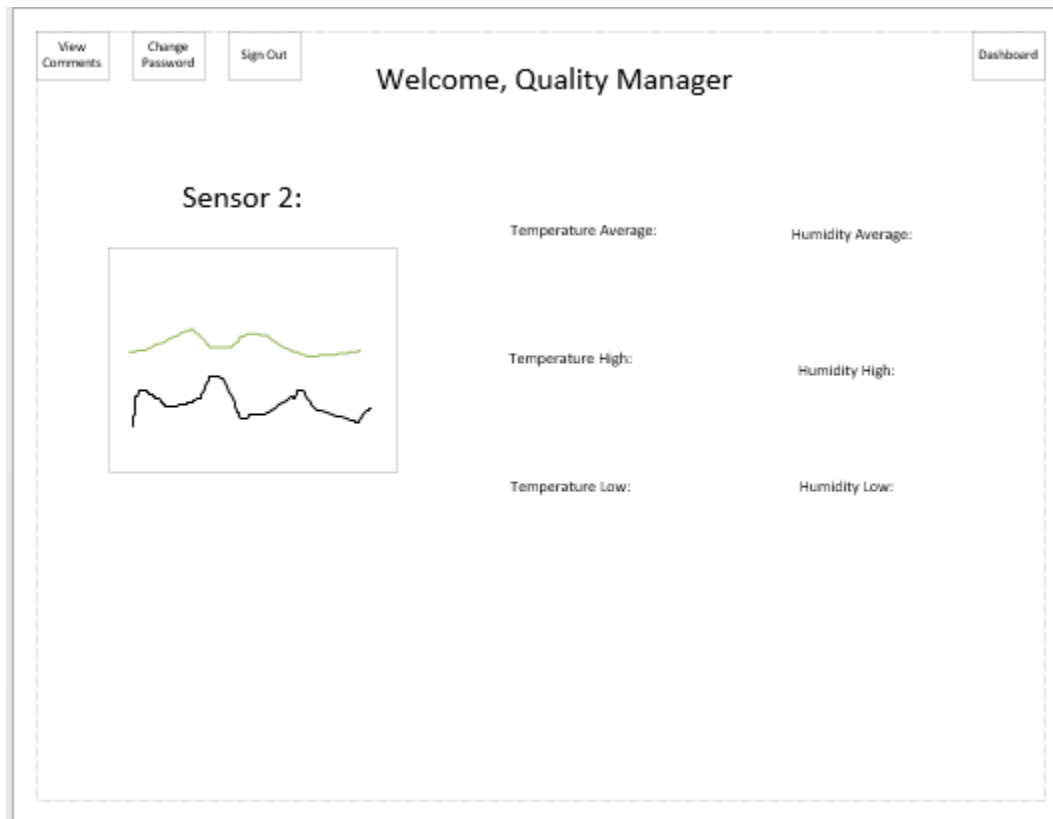 View
Comments
Change
Password
Sign Out
Dashboard
Welcome, Quality Manager
Sensor 2:
Temperature Average:
Humidity Average:
Temperature High:
Humidity High:
Temperature Low:
Humidity Low: